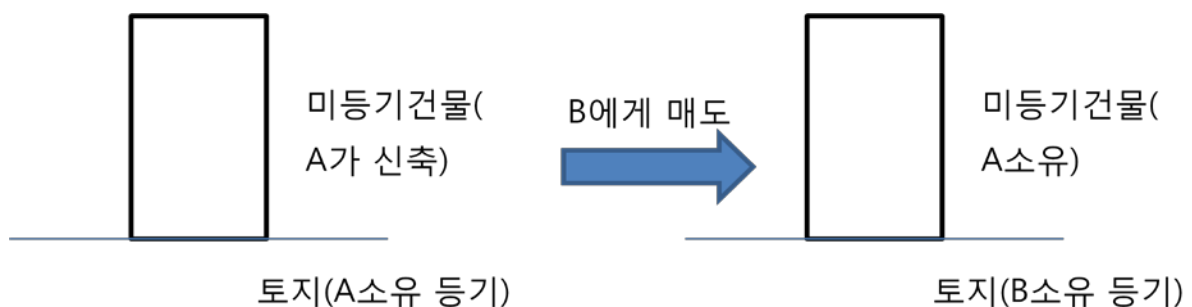 미등기건물(
A가 신축)
B에게 매도
미등기건물(
A소유)
토지(A소유 등기)
토지(B소유 등기)